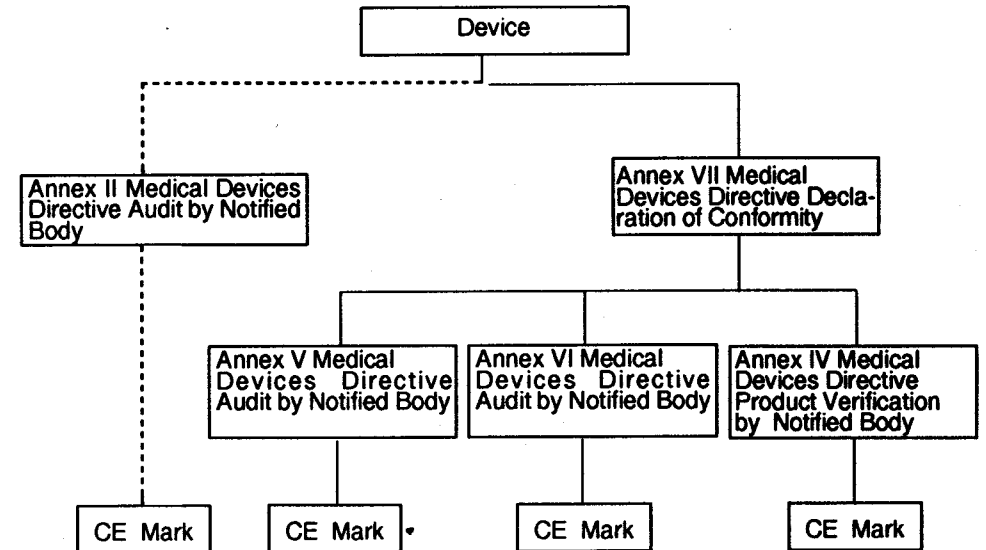 Device
Annex II Medical Devices
Directive Audit by Notified
Body
Annex VII Medical
Devices Directive Decla-
ration of Conformity
Annex V Medical
Devices Directive
Audit by Notified Body
Annex VI Medical
Devices Directive
Audit by Notified Body
Annex IV Medical
Devices Directive
Product Verification
by Notified Body
CE Mark
CE Mark
CE Mark
CE Mark